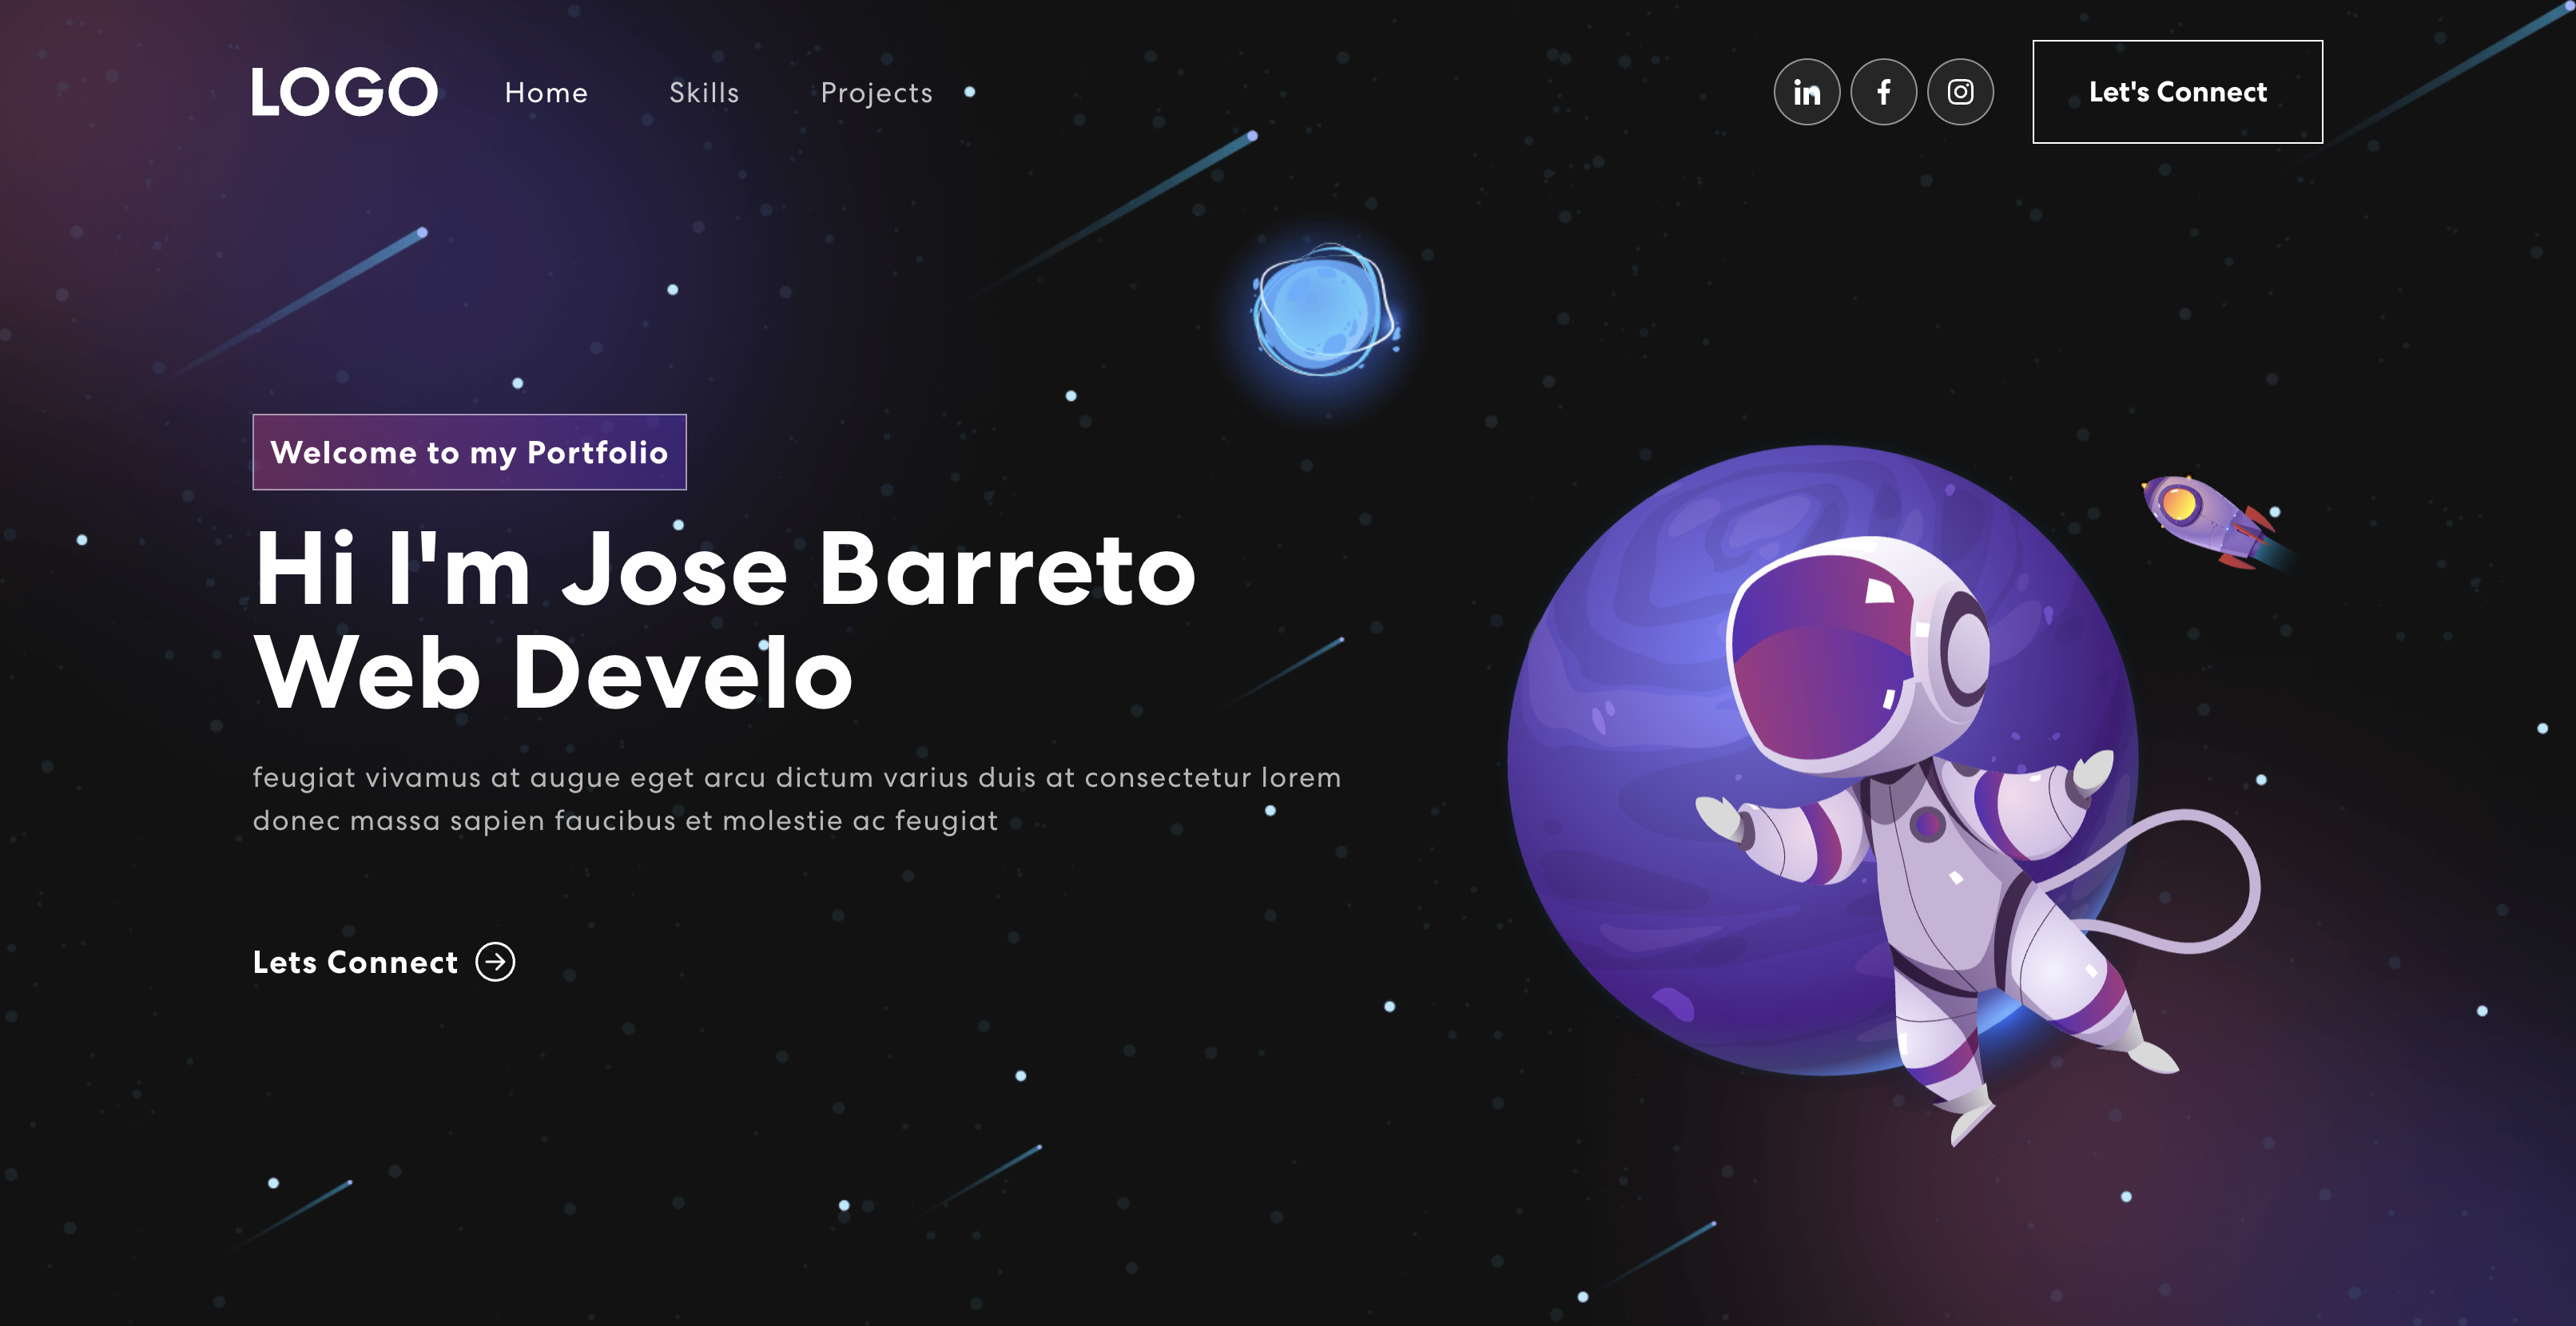 LOGO
Home
Skills
Projects
in
f
Let's Connect
Welcome to my Portfolio
Hi I'm Jose Barreto
Web Develo
feugiat vivamus at augue eget arcu dictum varius duis at consectetur lorem
donec massa sapien faucibus et molestie ac feugiat
Lets Connect